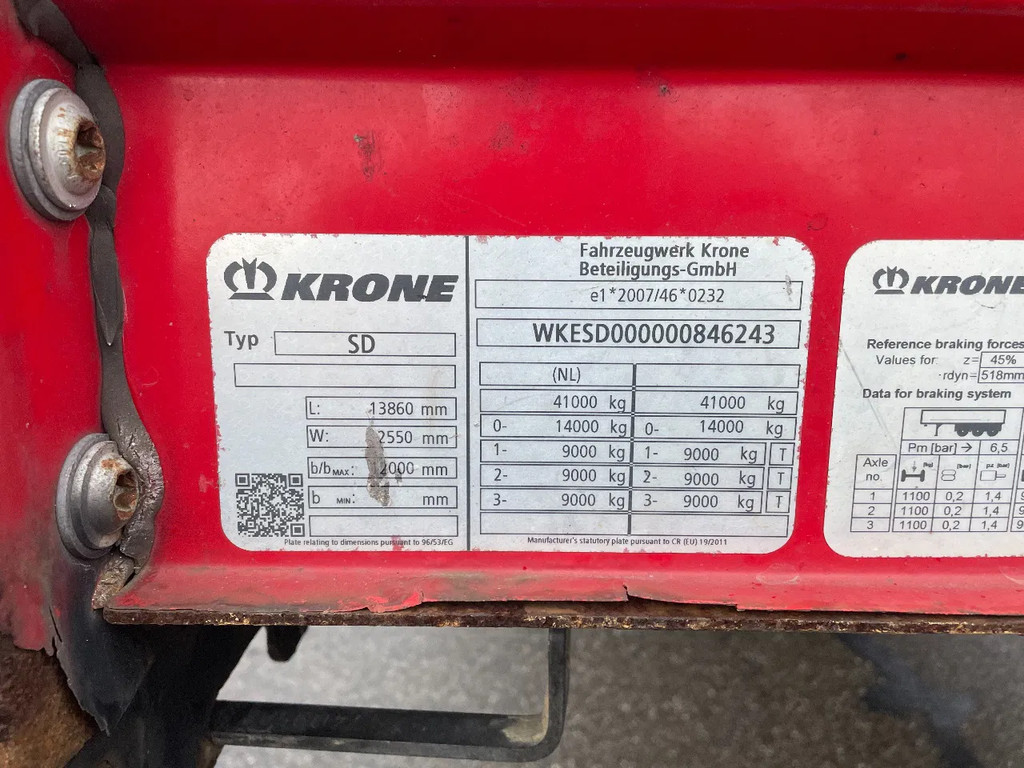 KRONE
Typ SD
L: 13860 mm
W: 2550 mm
b/b MAX: 12000 mm
b MIN: mm
Plate relating to dimensions pursuant to 96/53/EG
Fahrzeugwerk Krone
Beteiligungs-GmbH
e1*2007/46*0232
WKESD000000846243
(NL)
41000 kg 41000 kg
0- 14000 kg 0- 14000 kg
1- 9000 kg 1- 9000 kg T
2- 9000 kg 2- 9000 kg T
3- 9000 kg 3- 9000 kg T
Manufacturer's statutory plate pursuant to CR (EU) 19/2011
KRONE
Reference braking forces
Values for z= 45%
rdyn= 518mm
Data for braking system
Pm [bar] → 6,5
Axle
no.
1 1100 0,2 1,4
2 1100 0,2 1,4
3 1100 0,2 1,4